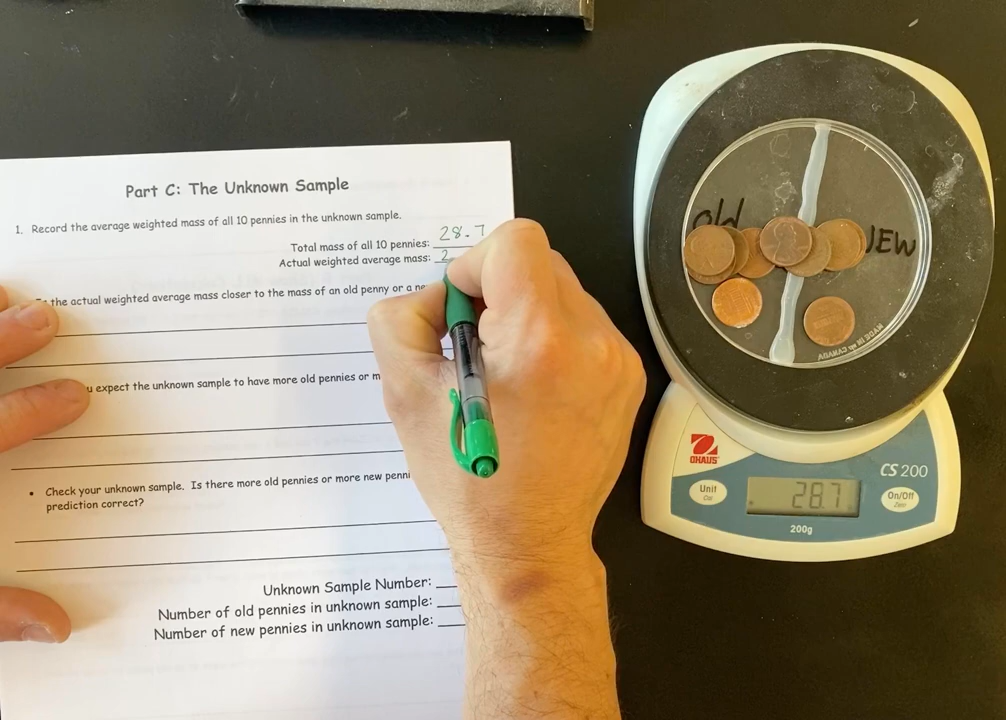 Part C: The Unknown Sample
1. Record the average weighted mass of all 10 pennies in the unknown sample.
Total mass of all 10 pennies: 28.7
Actual weighted average mass: 2
the actual weighted average mass closer to the mass of an old penny or a
expect the unknown sample to have more old pennies or
• Check your unknown sample. Is there more old pennies or more new
prediction correct?
Unknown Sample Number:
Number of old pennies in unknown sample:
Number of new pennies in unknown sample:
old
NEW
MADE IN CANADA
OHAUS
CS 200
Unit
Cal
28.7
On/Off
Zero
200g